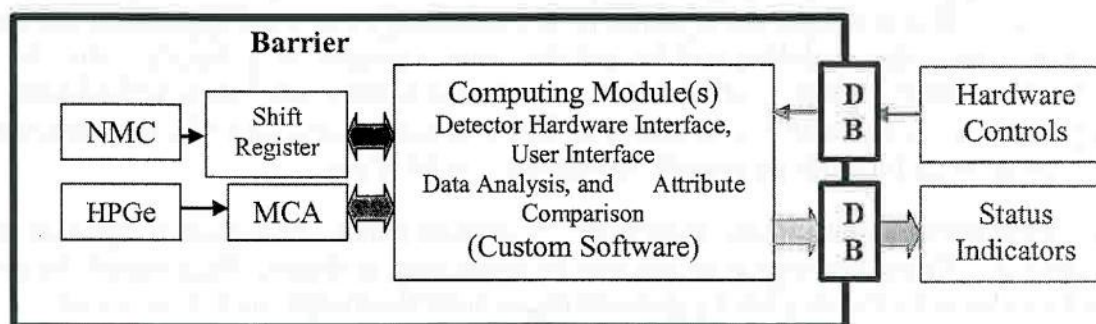 Barrier
NMC
Shift
Register
HPGe
MCA
Computing Module(s)
Detector Hardware Interface,
User Interface
Data Analysis, and Attribute
Comparison
(Custom Software)
D
B
Hardware
Controls
D
B
Status
Indicators